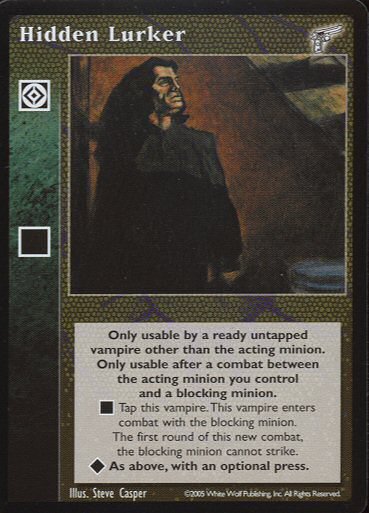 Hidden Lurker
Only usable by a ready untapped
vampire other than the acting minion.
Only usable after a combat between
the acting minion you control
and a blocking minion.
Tap this vampire. This vampire enters
combat with the blocking minion.
The first round of this new combat,
the blocking minion cannot strike.
As above, with an optional press.
Illus. Steve Casper
©2005 White Wolf Publishing, Inc. All Rights Reserved.